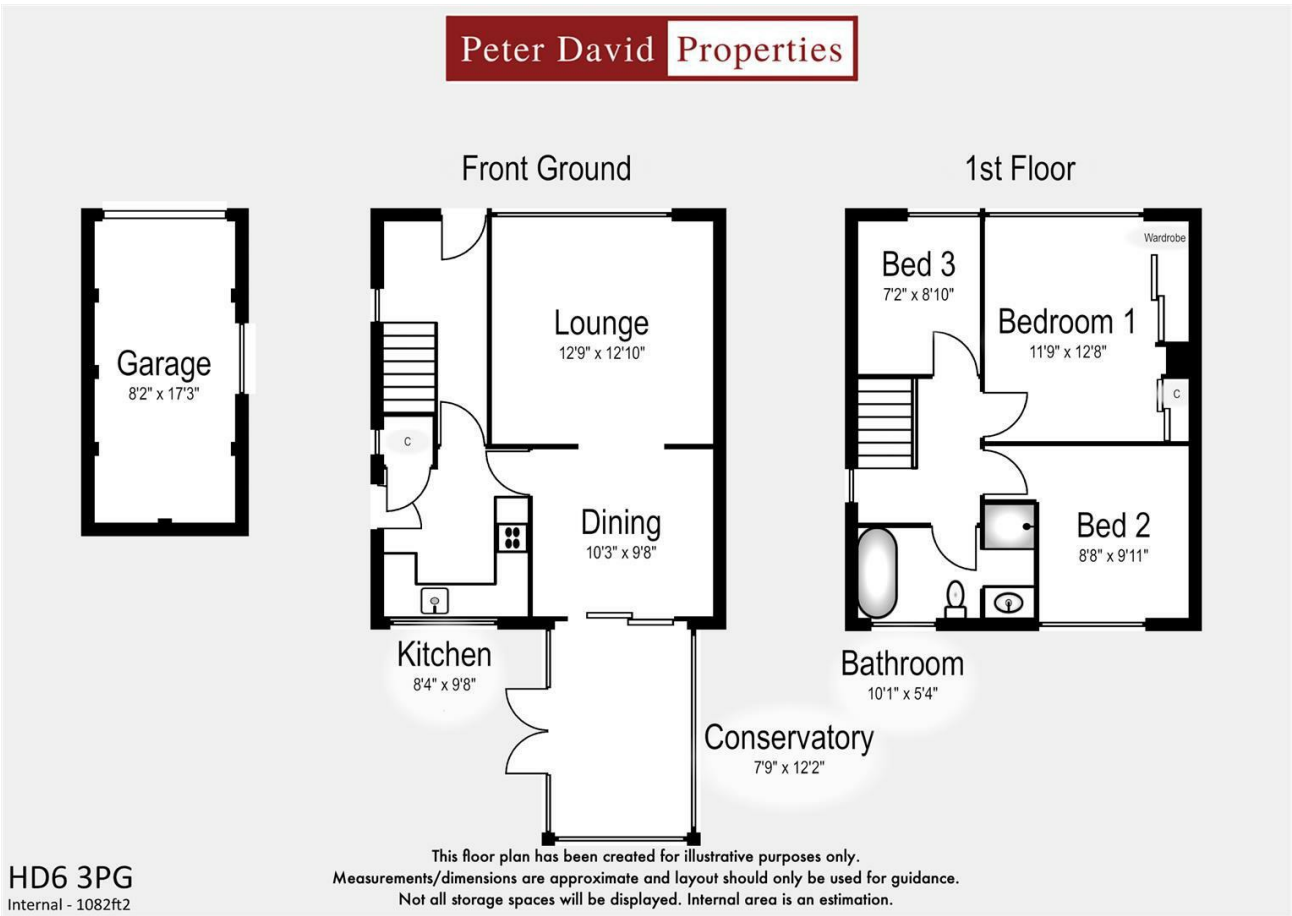 Peter David Properties
Front Ground
1st Floor
Garage
8'2" x 17'3"
Lounge
12'9" x 12'10"
C
Dining
10'3" x 9'8"
Kitchen
8'4" x 9'8"
Conservatory
7'9" x 12'2"
Bed 3
7'2" x 8'10"
Wardrobe
Bedroom 1
11'9" x 12'8"
C
Bed 2
8'8" x 9'11"
Bathroom
10'1" x 5'4"
HD6 3PG
Internal - 1082ft2
This floor plan has been created for illustrative purposes only.
Measurements/dimensions are approximate and layout should only be used for guidance.
Not all storage spaces will be displayed. Internal area is an estimation.